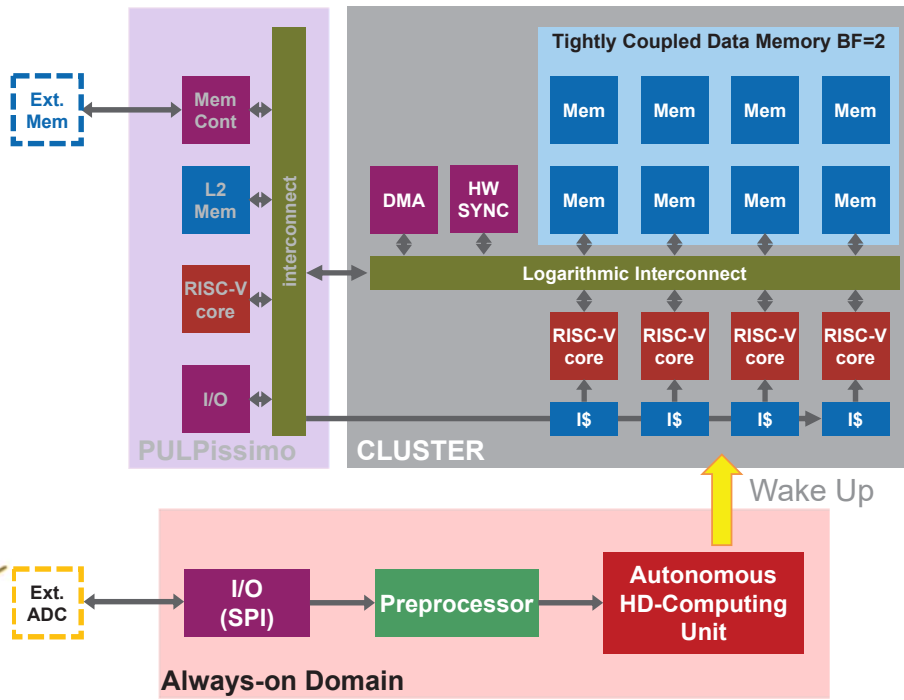 Tightly Coupled Data Memory BF=2
Ext.
Mem
Mem
Cont
Mem
Mem
Mem
Mem
L2
Mem
interconnect
DMA
HW
SYNC
Mem
Mem
Mem
Mem
Logarithmic Interconnect
RISC-V
core
RISC-V
core
RISC-V
core
RISC-V
core
RISC-V
core
I/O
I$
I$
I$
I$
PULPissimo
CLUSTER
Wake Up
Ext.
ADC
I/O
(SPI)
Preprocessor
Autonomous
HD-Computing
Unit
Always-on Domain